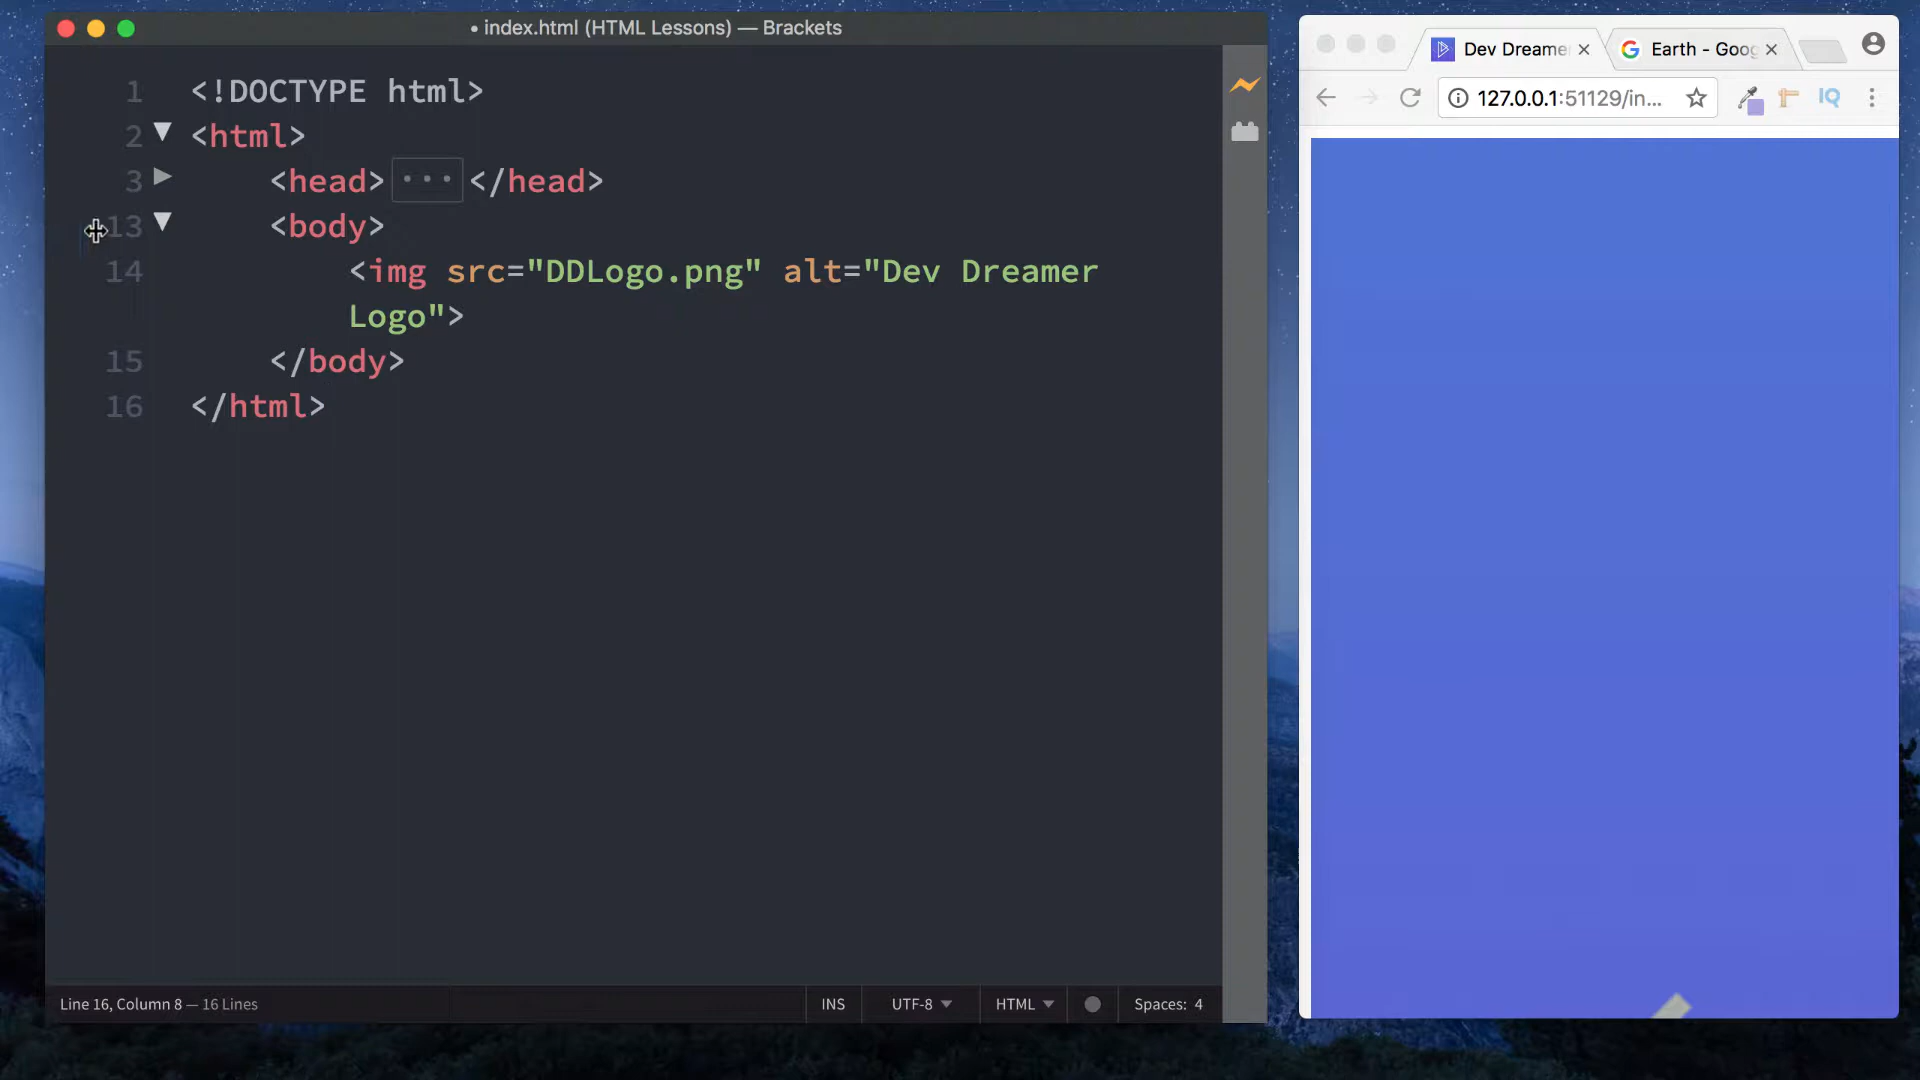 • index.html (HTML Lessons) — Brackets
1 <!DOCTYPE html>
2 <html>
3 <head>•••</head>
13 <body>
14 <img src="DDLogo.png" alt="Dev Dreamer
Logo">
15 </body>
16 </html>
Line 16, Column 8 — 16 Lines
INS
UTF-8
HTML
Spaces: 4
Dev Dreame
Earth - Goog
127.0.0.1:51129/in...
IQ